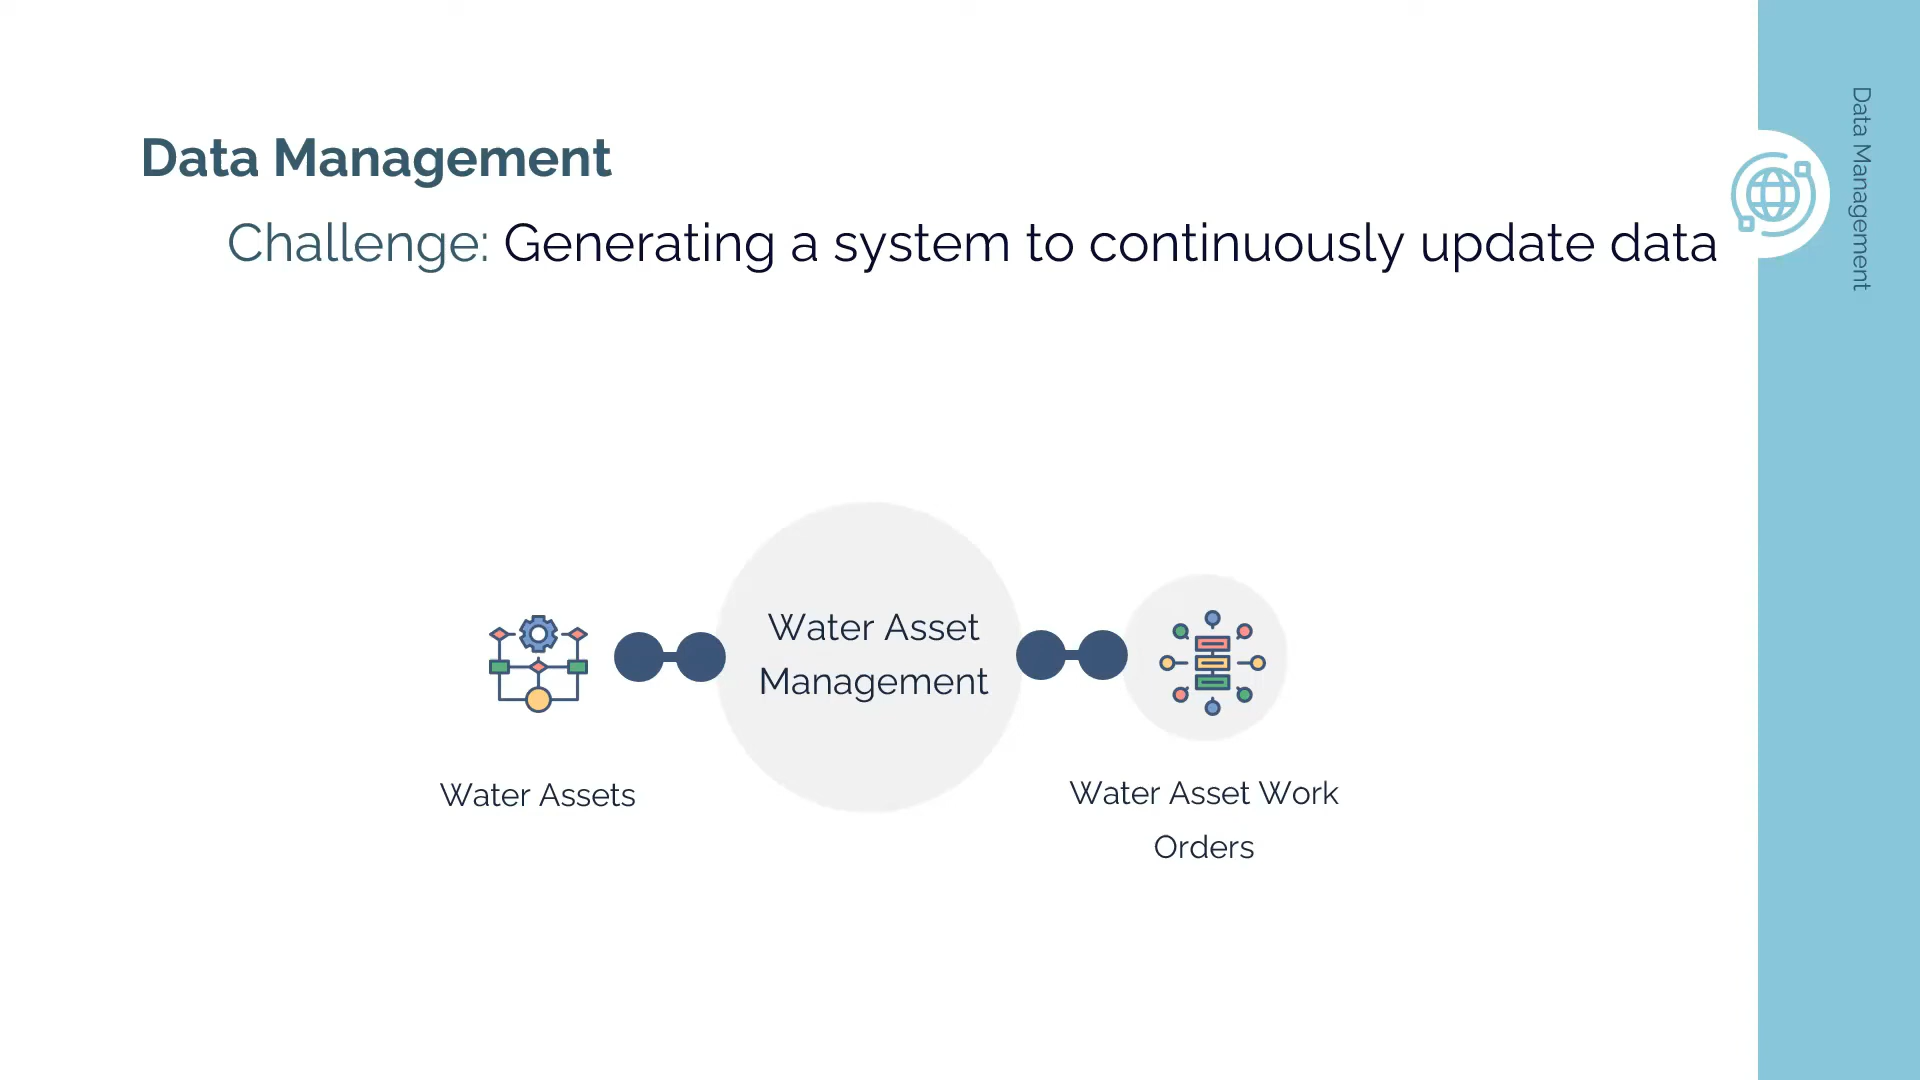 Data Management
Challenge: Generating a system to continuously update data
Data Management
Water Asset
Management
Water Assets
Water Asset Work
Orders